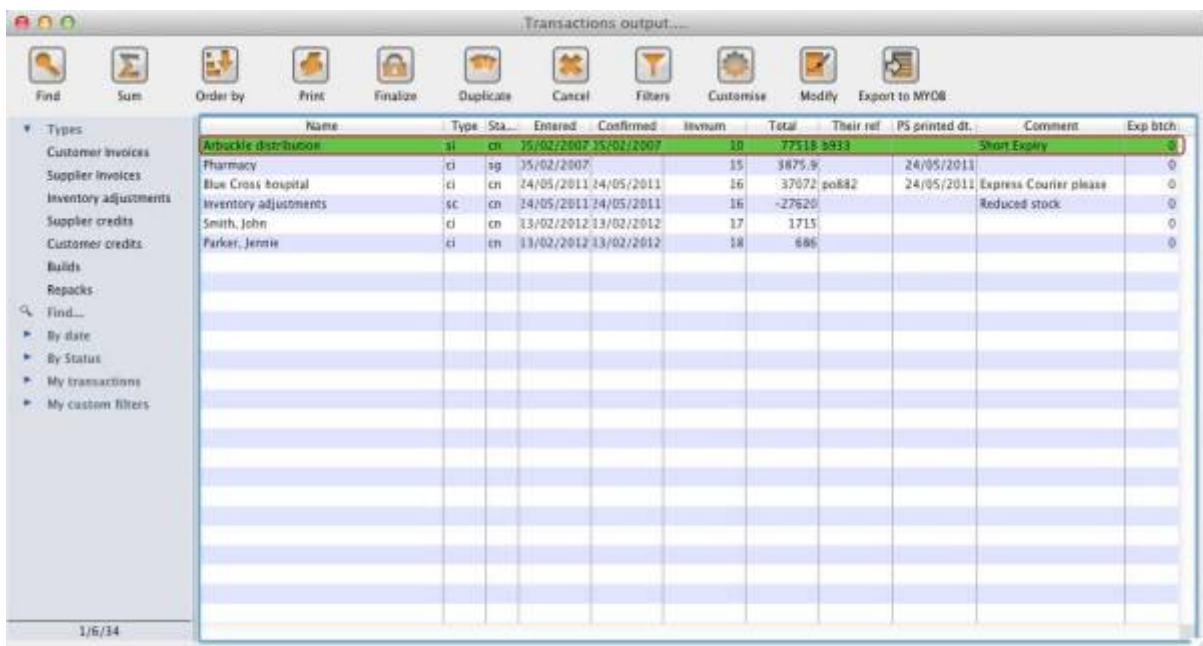 Transactions output.....
Find Sum Order by Print Finalize Duplicate Cancel Filters Customise Modify Export to MYOB
Types
Customer Invoices
Supplier Invoices
Inventory adjustments
Supplier credits
Customer credits
Builds
Repacks
Find...
By date
By Status
My transactions
My custom filters
1/6/34
Name Type Sta... Entered Confirmed Invnum Total Their ref PS printed dt. Comment Exp btch
Arbuckle distribution si cn 15/02/2007 15/02/2007 10 77518 b933 Short Expiry 0
Pharmacy ci sg 15/02/2007 15 3875.9 24/05/2011 0
Blue Cross hospital ci cn 24/05/2011 24/05/2011 16 37072 po882 24/05/2011 Express Courier please 0
Inventory adjustments sc cn 24/05/2011 24/05/2011 16 -27620 Reduced stock 0
Smith, John ci cn 13/02/2012 13/02/2012 17 1715 0
Parker, Jennie ci cn 13/02/2012 13/02/2012 18 686 0